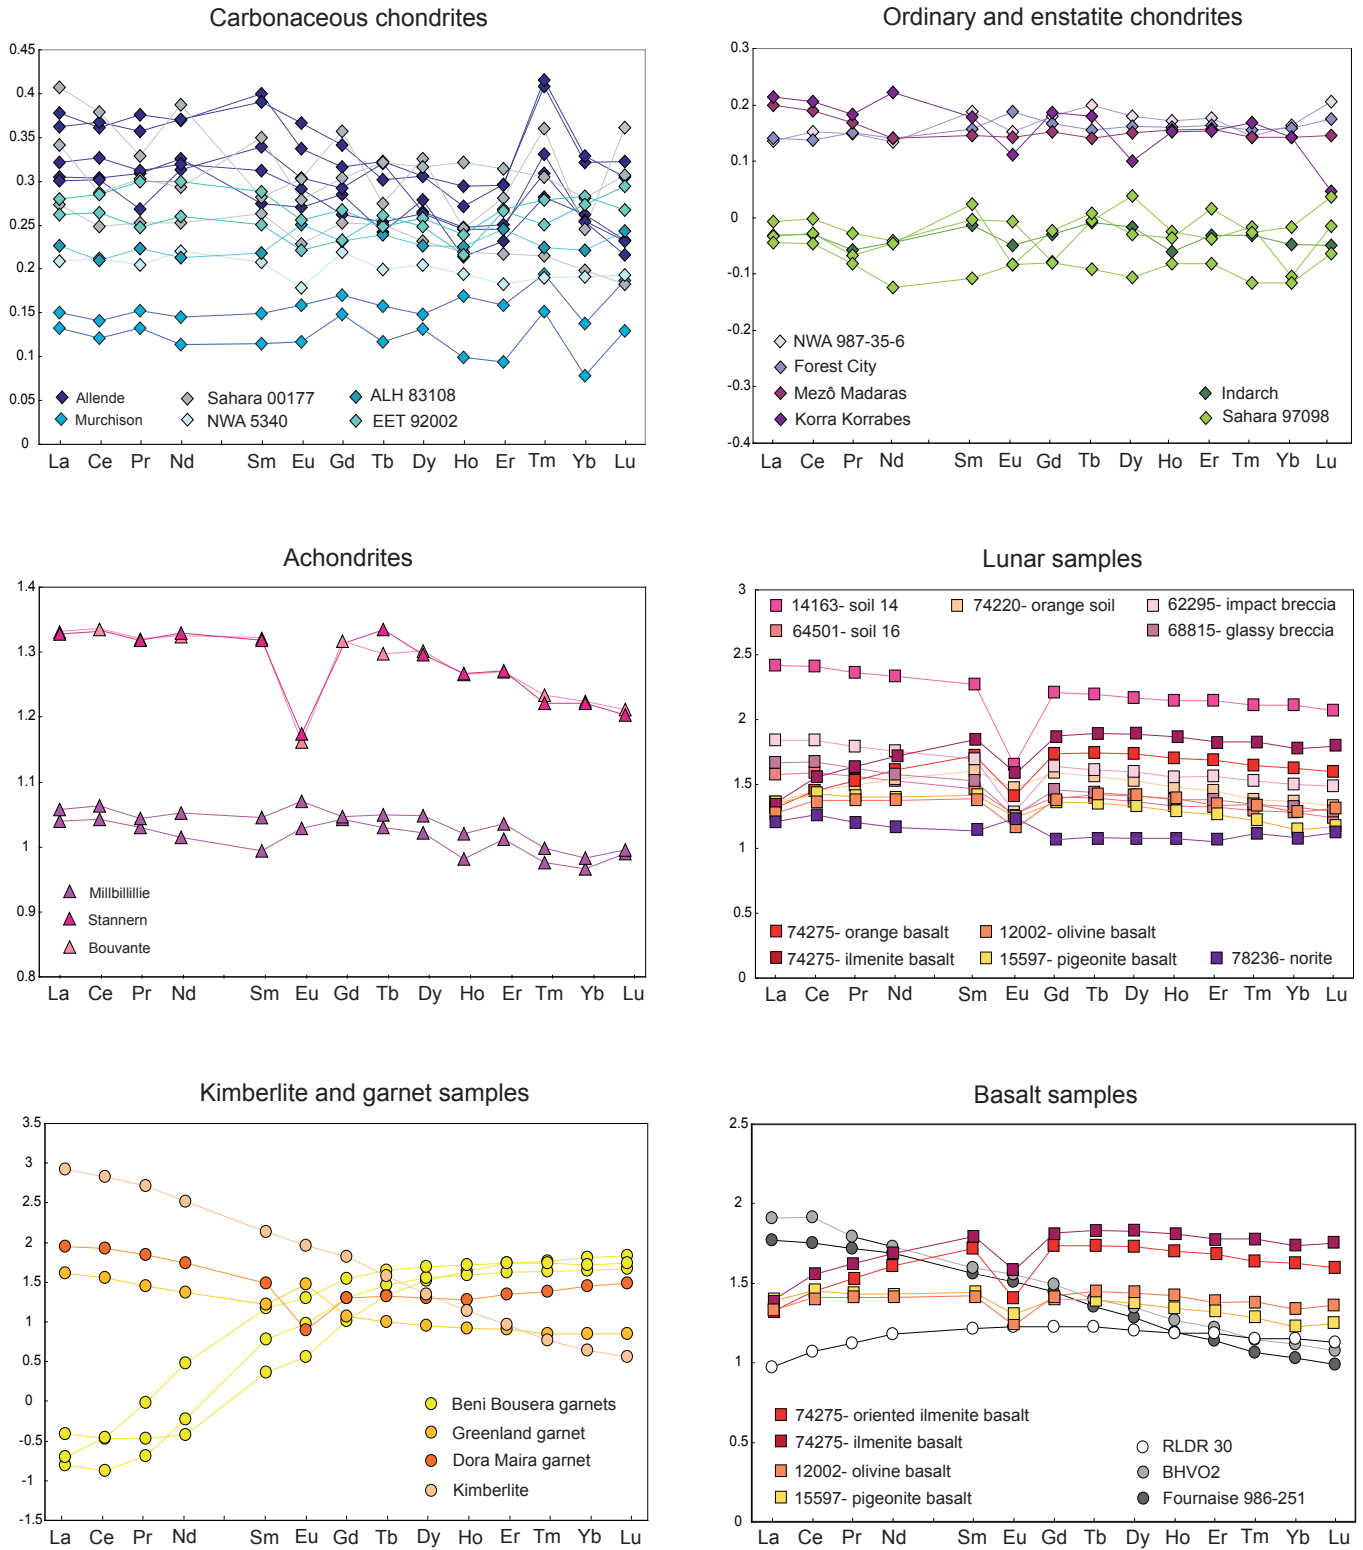 Carbonaceous chondrites
0.45
0.4
0.35
0.3
0.25
0.2
0.15
0.1
0.05
0
Allende
Murchison
Sahara 00177
NWA 5340
ALH 83108
EET 92002
La Ce Pr Nd Sm Eu Gd Tb Dy Ho Er Tm Yb Lu
Ordinary and enstatite chondrites
0.3
0.2
0.1
0
-0.1
-0.2
-0.3
-0.4
NWA 987-35-6
Forest City
Mezô Madaras
Korra Korrabes
Indarch
Sahara 97098
La Ce Pr Nd Sm Eu Gd Tb Dy Ho Er Tm Yb Lu
Achondrites
1.4
1.3
1.2
1.1
1
0.9
0.8
Millbillillie
Stannern
Bouvante
La Ce Pr Nd Sm Eu Gd Tb Dy Ho Er Tm Yb Lu
Lunar samples
3
2.5
2
1.5
1
0.5
0
14163- soil 14
64501- soil 16
74220- orange soil
62295- impact breccia
68815- glassy breccia
74275- orange basalt
74275- ilmenite basalt
12002- olivine basalt
15597- pigeonite basalt
78236- norite
La Ce Pr Nd Sm Eu Gd Tb Dy Ho Er Tm Yb Lu
Kimberlite and garnet samples
3.5
3
2.5
2
1.5
1
0.5
0
-0.5
-1
-1.5
Beni Bousera garnets
Greenland garnet
Dora Maira garnet
Kimberlite
La Ce Pr Nd Sm Eu Gd Tb Dy Ho Er Tm Yb Lu
Basalt samples
2.5
2
1.5
1
0.5
0
74275- oriented ilmenite basalt
74275- ilmenite basalt
12002- olivine basalt
15597- pigeonite basalt
RLDR 30
BHVO2
Fournaise 986-251
La Ce Pr Nd Sm Eu Gd Tb Dy Ho Er Tm Yb Lu